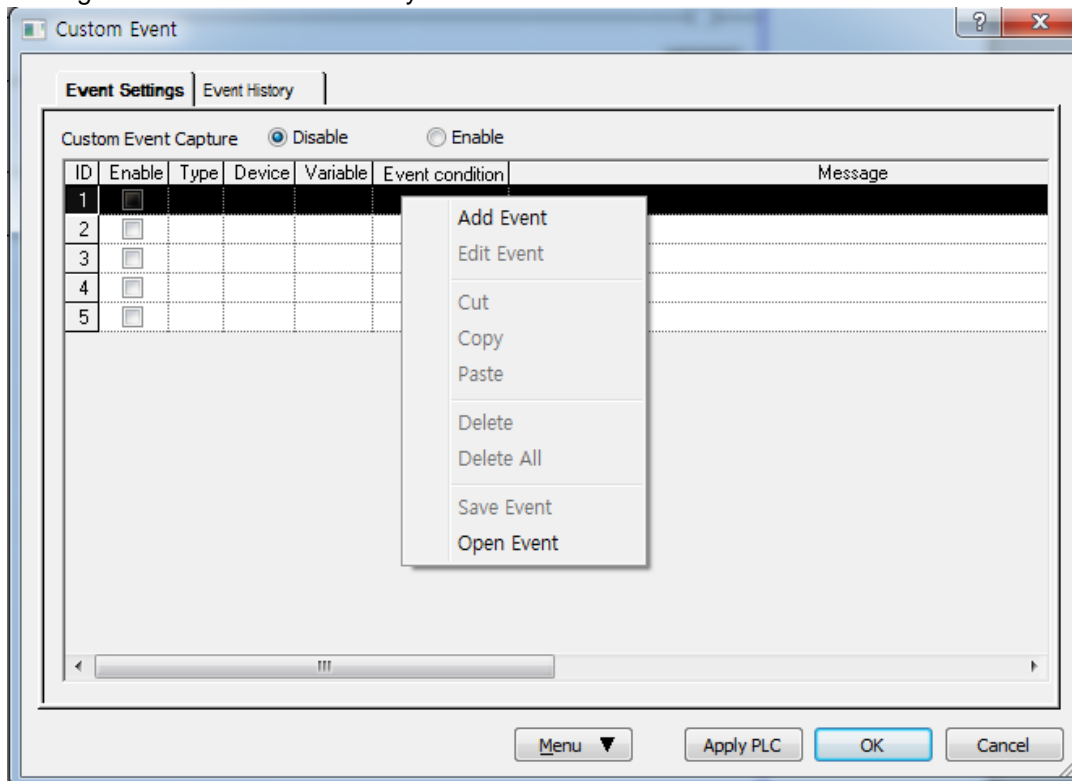 Custom Event
Event Settings Event History
Custom Event Capture Disable Enable
ID Enable Type Device Variable Event condition Message
1
2
3
4
5
Add Event
Edit Event
Cut
Copy
Paste
Delete
Delete All
Save Event
Open Event
Menu ▼ Apply PLC OK Cancel